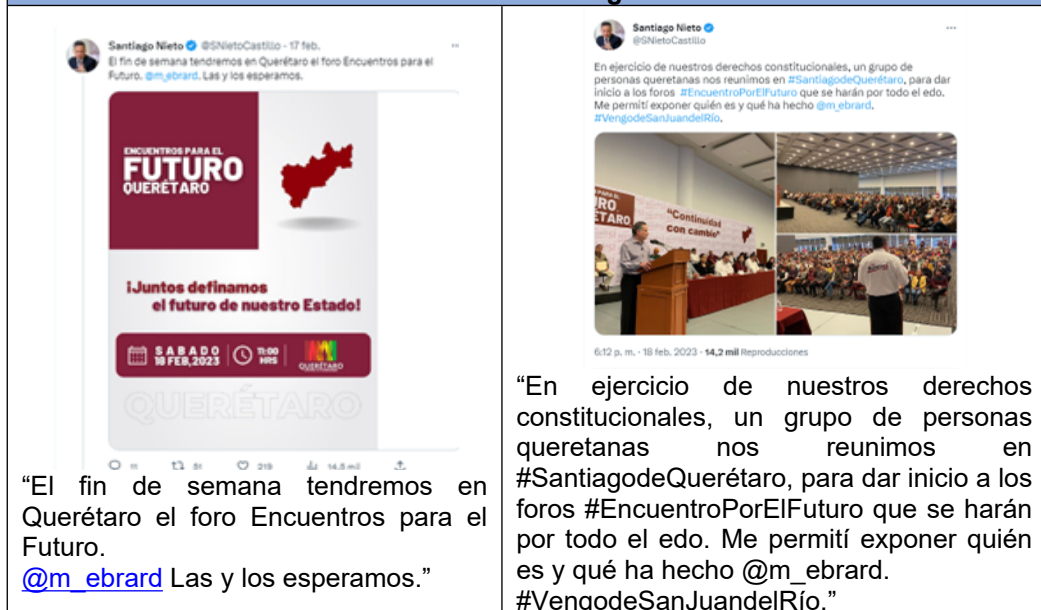 Santiago Nieto @SNietoCastillo · 17 feb.
El fin de semana tendremos en Querétaro el foro Encuentros para el
Futuro. @m_ebrard. Las y los esperamos.
ENCUENTROS PARA EL
FUTURO
QUERÉTARO
¡Juntos definamos
el futuro de nuestro Estado!
SABADO
18 FEB,2023
11:00
HRS
QUERÉTARO
QUERÉTARO
11 51 219 14,5 mil
“El fin de semana tendremos en
Querétaro el foro Encuentros para el
Futuro.
@m_ebrard Las y los esperamos.”
Santiago Nieto
@SNietoCastillo
En ejercicio de nuestros derechos constitucionales, un grupo de
personas queretanas nos reunimos en #SantiagodeQuerétaro, para dar
inicio a los foros #EncuentroPorElFuturo que se harán por todo el edo.
Me permití exponer quién es y qué ha hecho @m_ebrard.
#VengodeSanJuandelRío.
"Continuidad
con cambio"
6:12 p. m. · 18 feb. 2023 · 14,2 mil Reproducciones
“En ejercicio de nuestros derechos
constitucionales, un grupo de personas
queretanas nos reunimos en
#SantiagodeQuerétaro, para dar inicio a los
foros #EncuentroPorElFuturo que se harán
por todo el edo. Me permití exponer quién
es y qué ha hecho @m_ebrard.
#VengodeSanJuandelRío.”